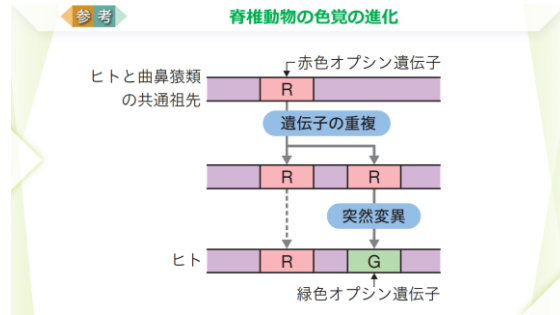 参考
脊椎動物の色覚の進化
赤色オプシン遺伝子
ヒトと曲鼻猿類
の共通祖先
R
遺伝子の重複
R R
突然変異
ヒト
R G
緑色オプシン遺伝子